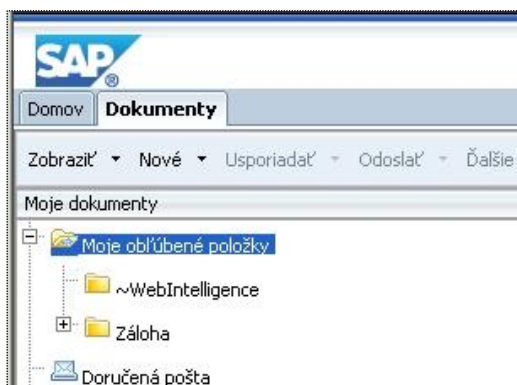 SAP®
Domov Dokumenty
Zobraziť Nové Usporiadať Odoslať Ďalšie
Moje dokumenty
Moje obľúbené položky
~WebIntelligence
Záloha
Doručená pošta